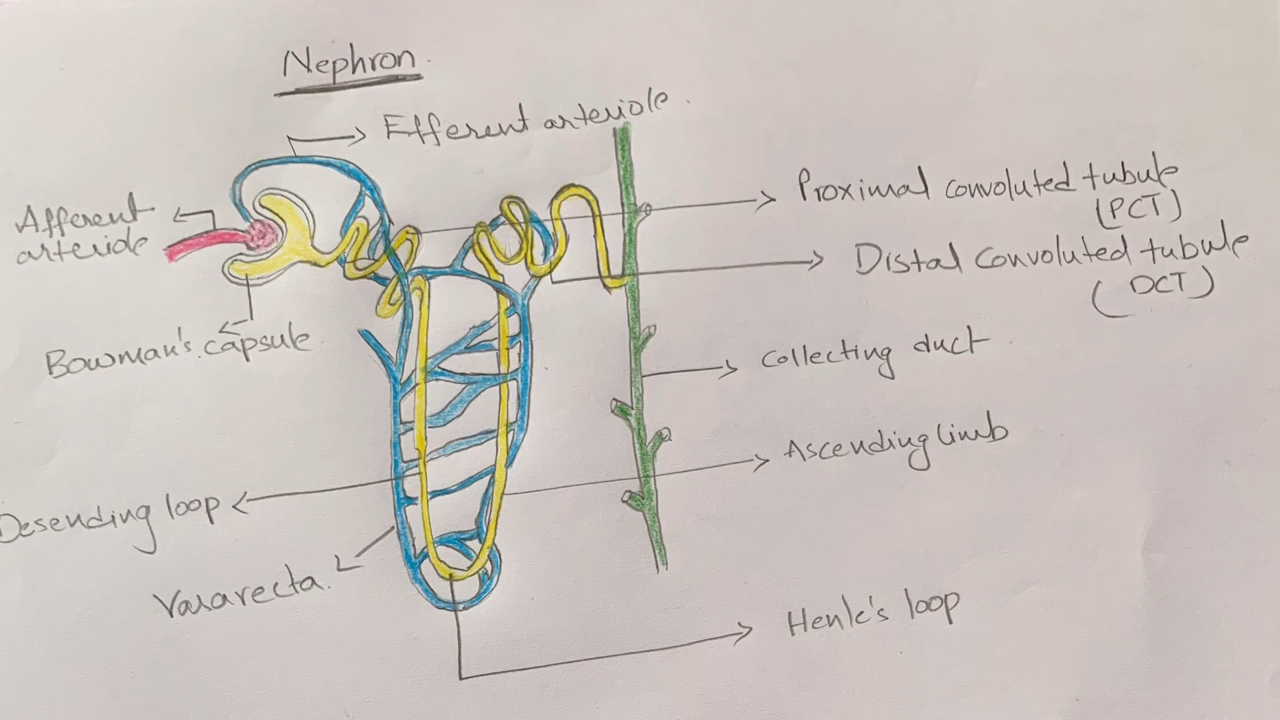 Nephron
Efferent arteriole.
Afferent
arteriole
Proximal convoluted tubule
(PCT)
Distal Convoluted tubule
(DCT)
Bowman's capsule
Collecting duct
Ascending limb
Desending loop
Vasarecta.
Henle's loop